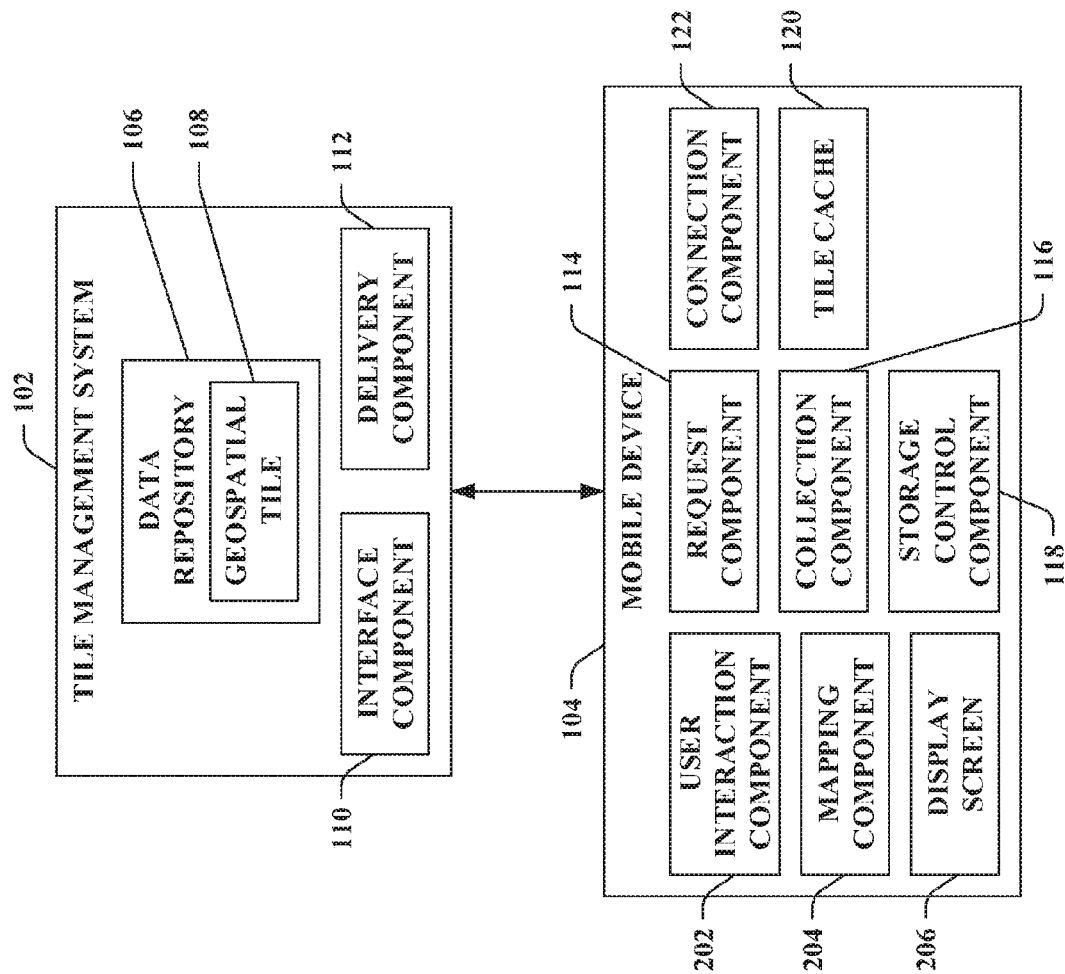 102
TILE MANAGEMENT SYSTEM
106
108
DATA
REPOSITORY
GEOSPATIAL
TILE
110
INTERFACE
COMPONENT
112
DELIVERY
COMPONENT
104
MOBILE DEVICE
202
USER
INTERACTION
COMPONENT
204
MAPPING
COMPONENT
206
DISPLAY
SCREEN
114
REQUEST
COMPONENT
116
COLLECTION
COMPONENT
118
STORAGE
CONTROL
COMPONENT
122
CONNECTION
COMPONENT
120
TILE CACHE